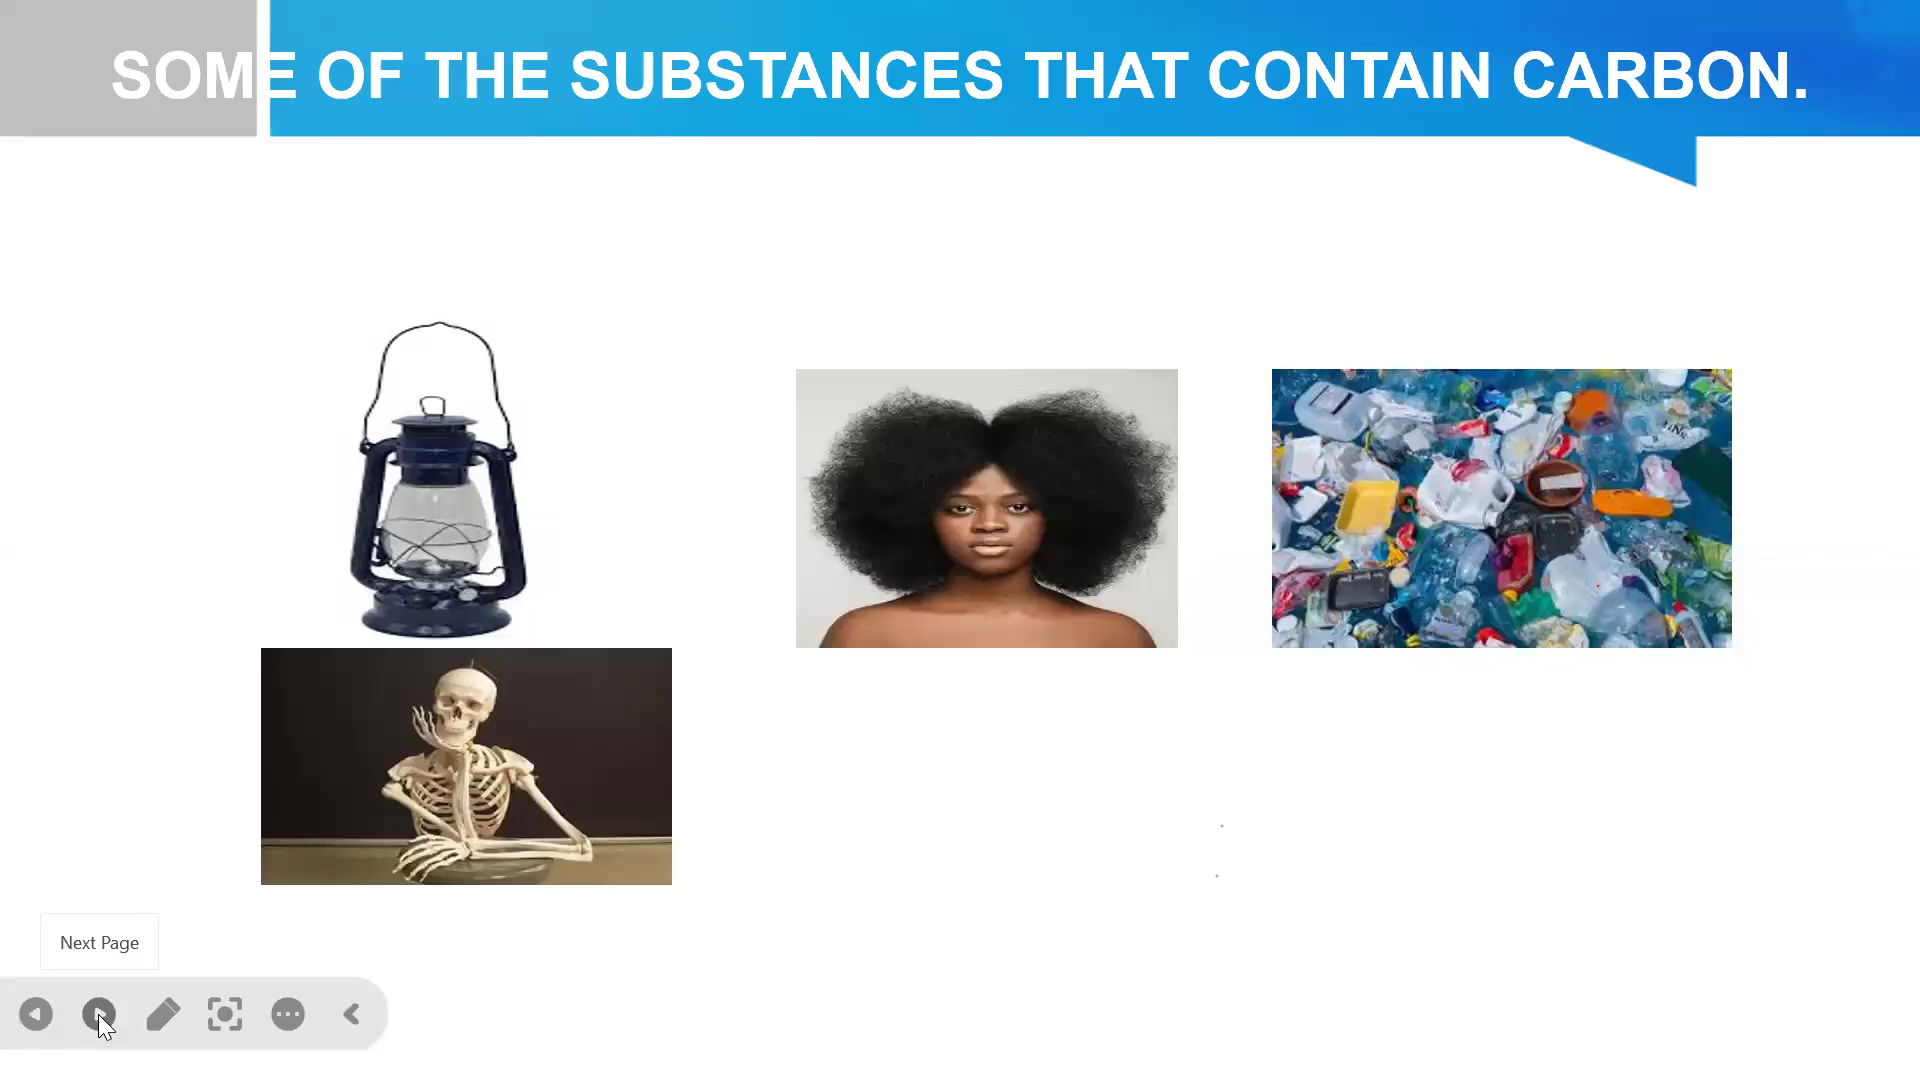 SOME OF THE SUBSTANCES THAT CONTAIN CARBON.
Next Page